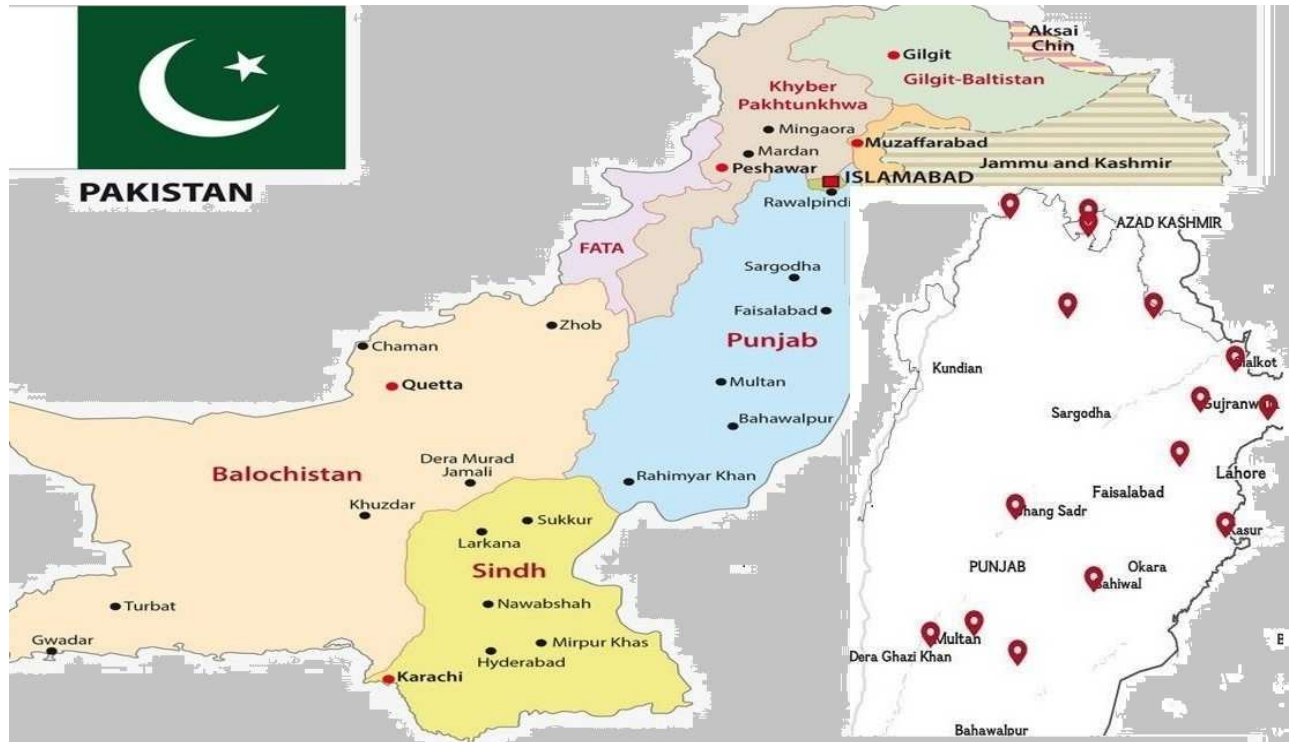 PAKISTAN
Aksai
Chin
Gilgit
Gilgit-Baltistan
Khyber
Pakhtunkhwa
Mingaora
Mardan
Peshawar
Muzaffarabad
Jammu and Kashmir
ISLAMABAD
Rawalpindi
FATA
Sargodha
Faisalabad
Punjab
Zhob
Chaman
Quetta
Multan
Bahawalpur
Dera Murad
Jamali
Balochistan
Rahimyar Khan
Khuzdar
Sukkur
Larkana
Sindh
Turbat
Nawabshah
Gwadar
Mirpur Khas
Hyderabad
Karachi
AZAD KASHMIR
Kundian
Sargodha
Lahore
Faisalabad
PUNJAB
Okara
Multan
Dera Ghazi Khan
Bahawalpur